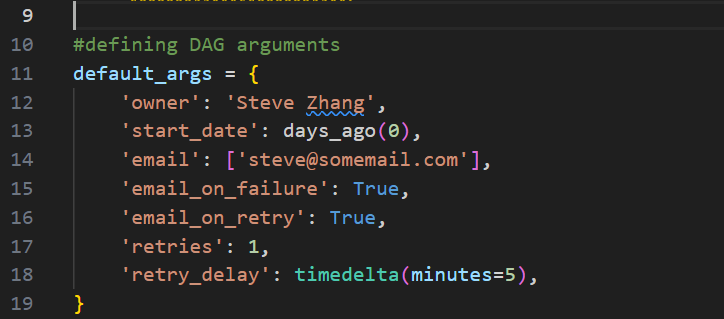 9
10 #defining DAG arguments
11 default_args = {
12     'owner': 'Steve Zhang',
13     'start_date': days_ago(0),
14     'email': ['steve@somemail.com'],
15     'email_on_failure': True,
16     'email_on_retry': True,
17     'retries': 1,
18     'retry_delay': timedelta(minutes=5),
19 }